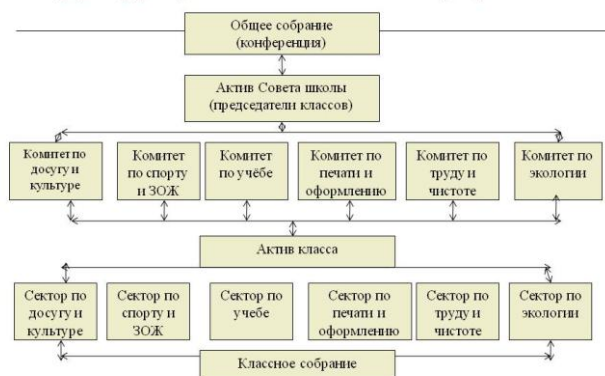 Общее собрание
(конференция)
Актив Совета школы
(председатели классов)
Комитет по
досугу и
культуре
Комитет
по спорту
и ЗОЖ
Комитет
по учёбе
Комитет по
печати и
оформлению
Комитет по
труду и
чистоте
Комитет по
экологии
Актив класса
Сектор по
досугу и
культуре
Сектор по
спорту и
ЗОЖ
Сектор по
учебе
Сектор по
печати и
оформлению
Сектор по
труду и
чистоте
Сектор по
экологии
Классное собрание